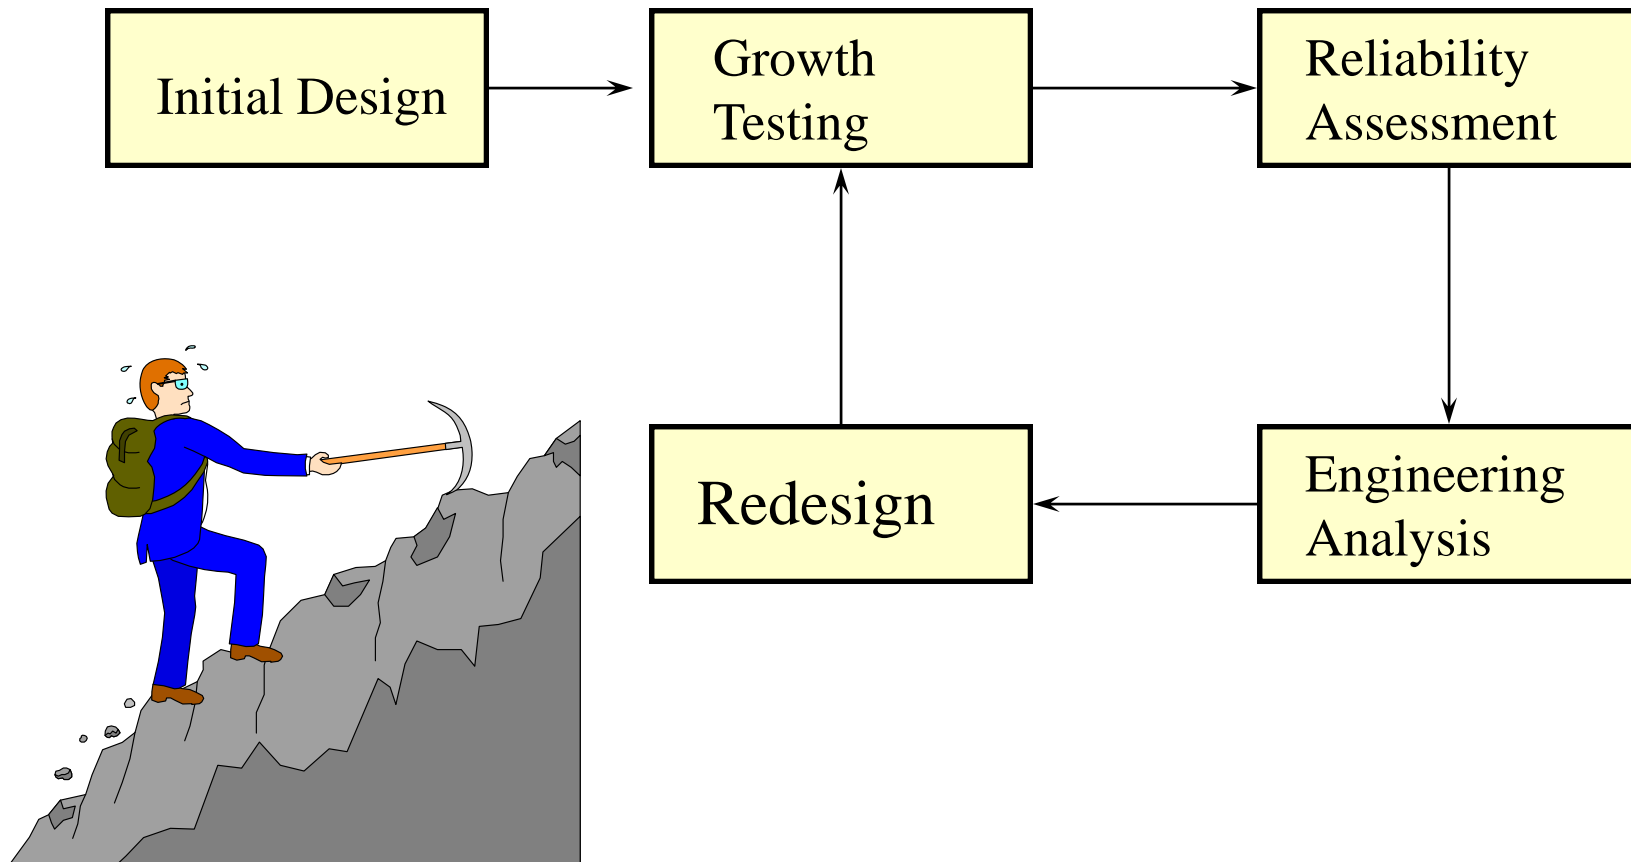 Initial Design
Growth
Testing
Reliability
Assessment
Redesign
Engineering
Analysis